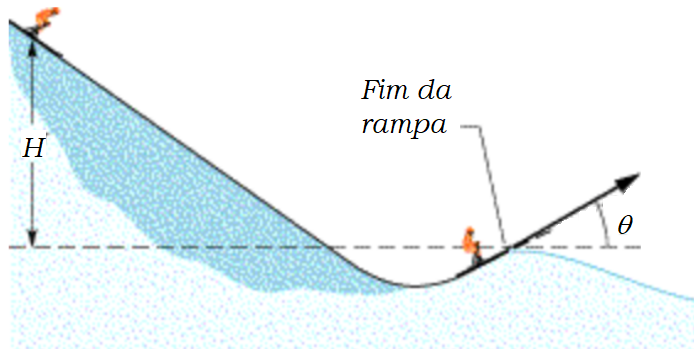 Fim da
rampa
H
θ